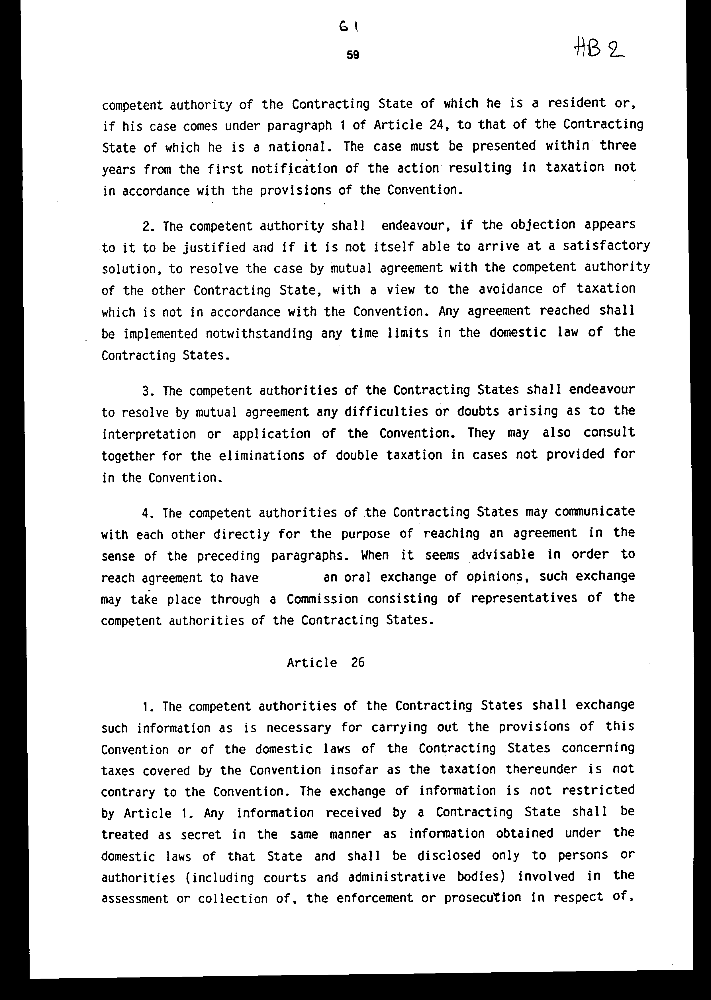 61
59
HB 2
competent authority of the Contracting State of which he is a resident or,
if his case comes under paragraph 1 of Article 24, to that of the Contracting
State of which he is a national. The case must be presented within three
years from the first notification of the action resulting in taxation not
in accordance with the provisions of the Convention.
2. The competent authority shall endeavour, if the objection appears
to it to be justified and if it is not itself able to arrive at a satisfactory
solution, to resolve the case by mutual agreement with the competent authority
of the other Contracting State, with a view to the avoidance of taxation
which is not in accordance with the Convention. Any agreement reached shall
be implemented notwithstanding any time limits in the domestic law of the
Contracting States.
3. The competent authorities of the Contracting States shall endeavour
to resolve by mutual agreement any difficulties or doubts arising as to the
interpretation or application of the Convention. They may also consult
together for the eliminations of double taxation in cases not provided for
in the Convention.
4. The competent authorities of the Contracting States may communicate
with each other directly for the purpose of reaching an agreement in the
sense of the preceding paragraphs. When it seems advisable in order to
reach agreement to have an oral exchange of opinions, such exchange
may take place through a Commission consisting of representatives of the
competent authorities of the Contracting States.
Article 26
1. The competent authorities of the Contracting States shall exchange
such information as is necessary for carrying out the provisions of this
Convention or of the domestic laws of the Contracting States concerning
taxes covered by the Convention insofar as the taxation thereunder is not
contrary to the Convention. The exchange of information is not restricted
by Article 1. Any information received by a Contracting State shall be
treated as secret in the same manner as information obtained under the
domestic laws of that State and shall be disclosed only to persons or
authorities (including courts and administrative bodies) involved in the
assessment or collection of, the enforcement or prosecution in respect of,